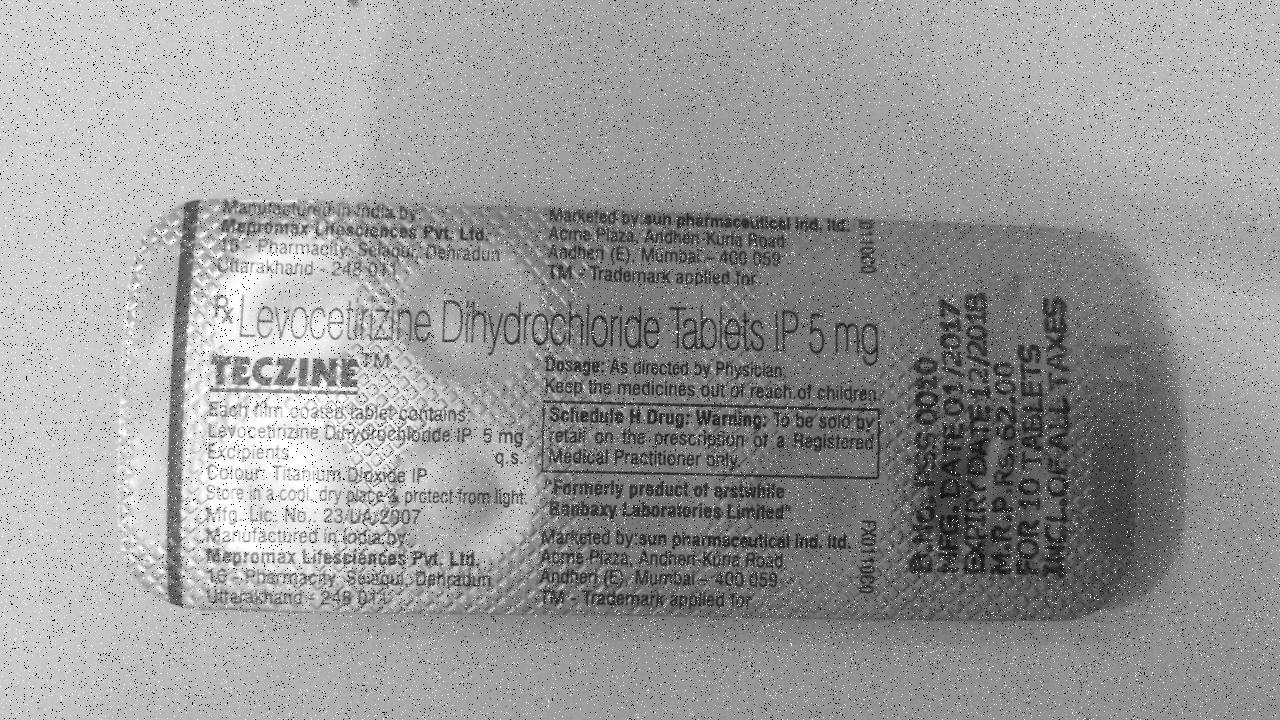 Manufactured in India by:
Mepromax Lifesciences Pvt. Ltd.
16 - Pharmacity, Selaqui, Dehradun
Uttarakhand - 248 011
Marketed by sun pharmaceutical ind. ltd.
Acme Plaza, Andheri-Kurla Road
Andheri (E), Mumbai - 400 059
TM - Trademark applied for
℞ Levocetirizine Dihydrochloride Tablets IP 5 mg
TECZINE™
Each film coated tablet contains:
Levocetirizine Dihydrochloride IP 5 mg
Excipients q.s.
Colour: Titanium Dioxide IP
Store in a cool, dry place & protect from light.
Mfg. Lic. No.: 23/UA/2007
Manufactured in India by:
Mepromax Lifesciences Pvt. Ltd.
16 - Pharmacity, Selaqui, Dehradun
Uttarakhand - 248 011
Dosage: As directed by Physician.
Keep the medicines out of reach of children.
Schedule H Drug: Warning: To be sold by
retail on the prescription of a Registered
Medical Practitioner only.
"Formerly product of erstwhile
Ranbaxy Laboratories Limited"
Marketed by sun pharmaceutical ind. ltd.
Acme Plaza, Andheri-Kurla Road
Andheri (E), Mumbai - 400 059
TM - Trademark applied for
B.NO.
MFG.DATE 01/2017
EXPIRY DATE 12/2018
M.R.P. Rs.62.00
FOR 10 TABLETS
INCL.OF ALL TAXES